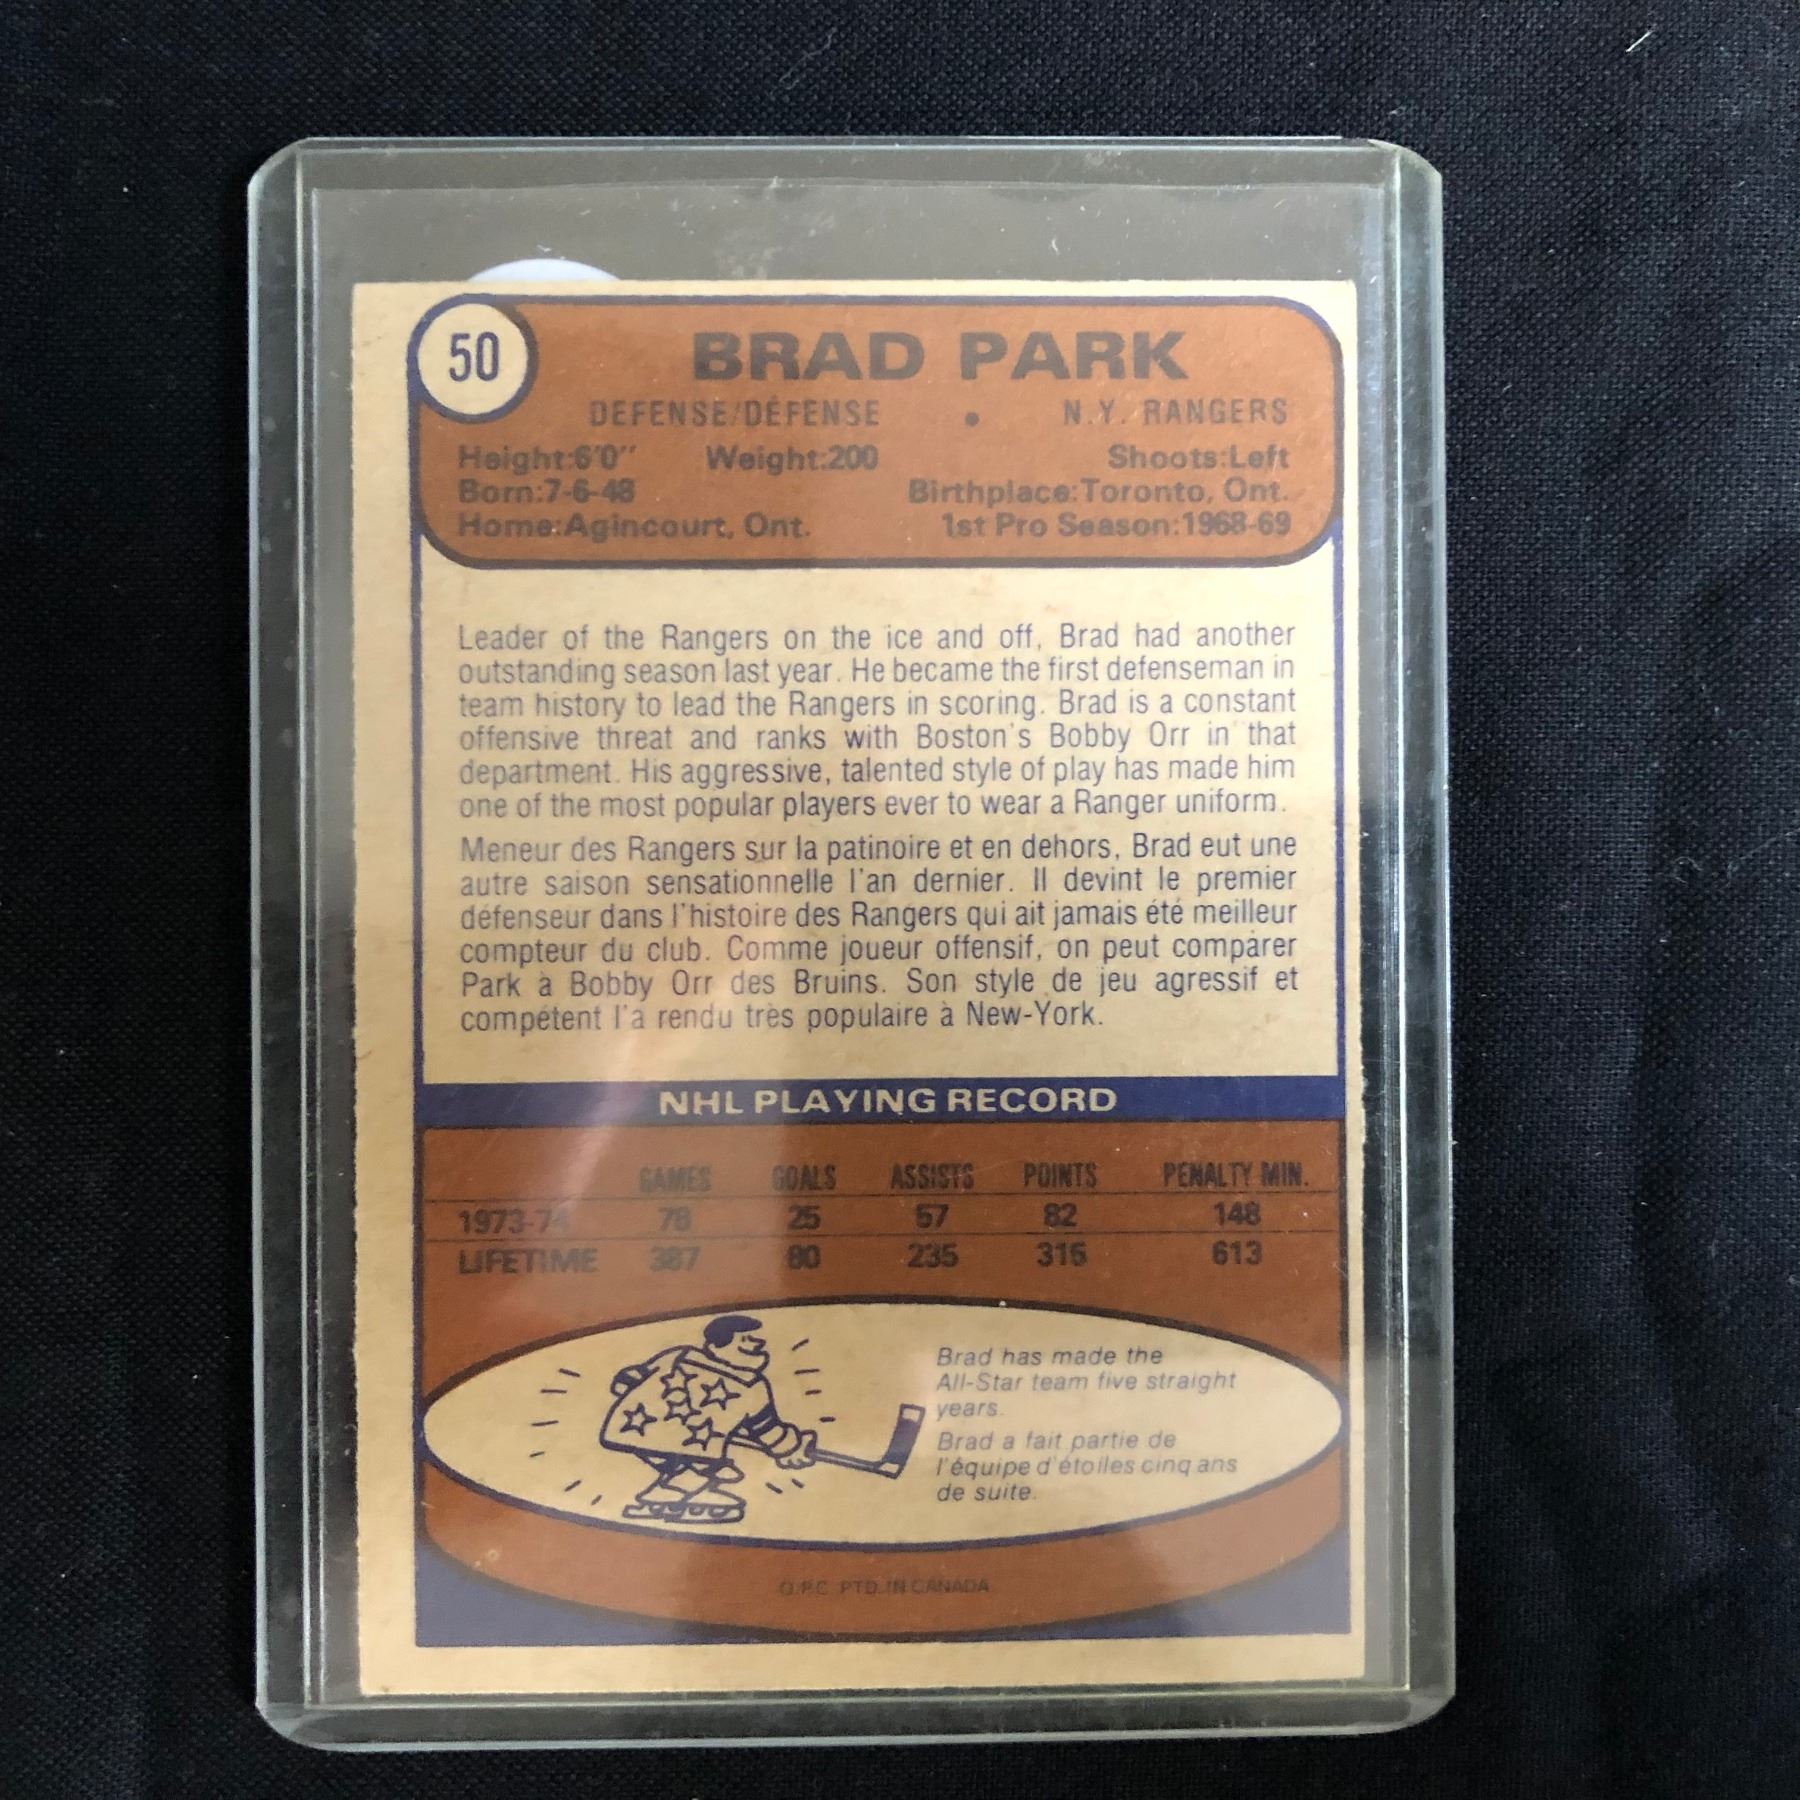 50
BRAD PARK
DEFENSE/DÉFENSE • N.Y. RANGERS
Height:6'0" Weight:200 Shoots:Left
Born:7-6-48 Birthplace:Toronto, Ont.
Home:Agincourt, Ont. 1st Pro Season:1968-69
Leader of the Rangers on the ice and off, Brad had another
outstanding season last year. He became the first defenseman in
team history to lead the Rangers in scoring. Brad is a constant
offensive threat and ranks with Boston's Bobby Orr in that
department. His aggressive, talented style of play has made him
one of the most popular players ever to wear a Ranger uniform.
Meneur des Rangers sur la patinoire et en dehors, Brad eut une
autre saison sensationnelle l'an dernier. Il devint le premier
défenseur dans l'histoire des Rangers qui ait jamais été meilleur
compteur du club. Comme joueur offensif, on peut comparer
Park à Bobby Orr des Bruins. Son style de jeu agressif et
compétent l'a rendu très populaire à New-York.
NHL PLAYING RECORD
GAMES GOALS ASSISTS POINTS PENALTY MIN.
1973-74 78 25 57 82 148
LIFETIME 387 80 235 315 613
Brad has made the
All-Star team five straight
years.
Brad a fait partie de
l'équipe d'étoiles cinq ans
de suite.
O.P.C. PTD. IN CANADA